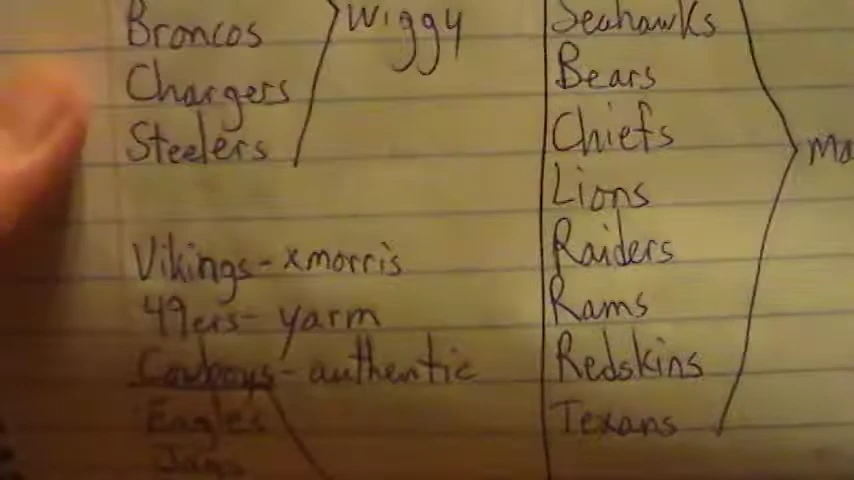 Broncos
Chargers
Steelers
Wiggy
Vikings- xmorris
49ers- yarm
Cowboys- authentic
Eagles
Jags
Seahawks
Bears
Chiefs
Lions
Raiders
Rams
Redskins
Texans